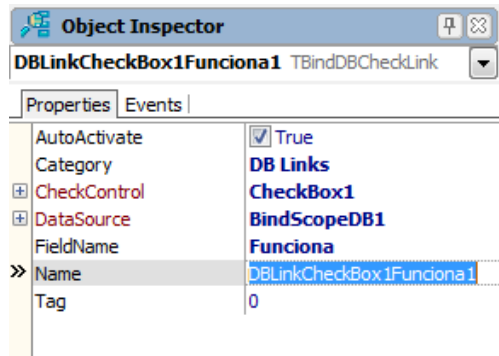 Object Inspector
DBLinkCheckBox1Funciona1 TBindDBCheckLink
Properties Events
AutoActivate True
Category DB Links
CheckControl CheckBox1
DataSource BindScopeDB1
FieldName Funciona
Name DBLinkCheckBox1Funciona1
Tag 0